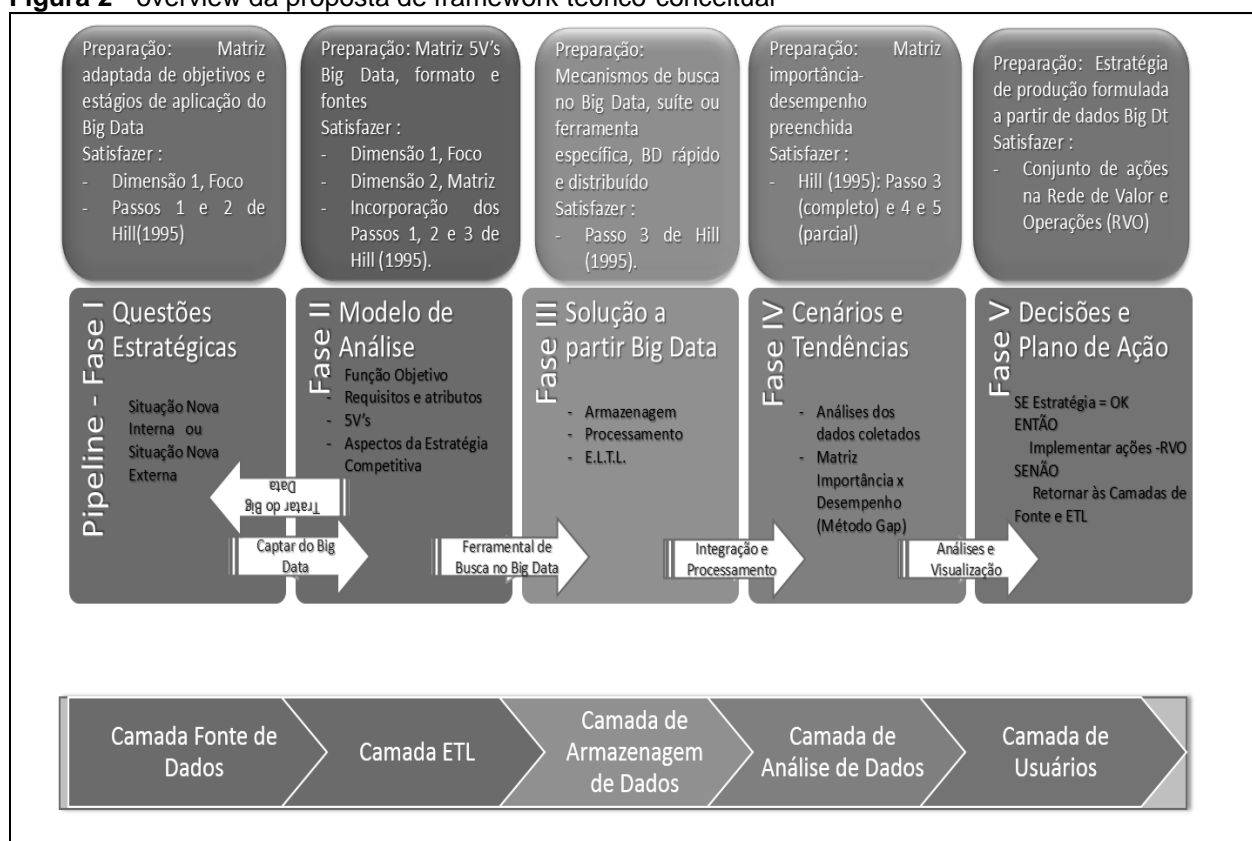 Figura 2 - overview da proposta de framework teórico-conceitual
Preparação: Matriz
adaptada de objetivos e
estágios de aplicação do
Big Data
Satisfazer :
- Dimensão 1, Foco
- Passos 1 e 2 de
Hill(1995)
Preparação: Matriz 5V's
Big Data, formato e
fontes
Satisfazer :
- Dimensão 1, Foco
- Dimensão 2, Matriz
- Incorporação dos
Passos 1, 2 e 3 de
Hill (1995).
Preparação:
Mecanismos de busca
no Big Data, suíte ou
ferramenta
específica, BD rápido
e distribuído
Satisfazer :
- Passo 3 de Hill
(1995).
Preparação: Matriz
importância-
desempenho
preenchida
Satisfazer :
- Hill (1995): Passo 3
(completo) e 4 e 5
(parcial)
Preparação: Estratégia
de produção formulada
a partir de dados Big Dt
Satisfazer :
- Conjunto de ações
na Rede de Valor e
Operações (RVO)
Pipeline - Fase I
Questões
Estratégicas
Situação Nova
Interna ou
Situação Nova
Externa
Tratar do Big
Data
Captar do Big
Data
Fase II
Modelo de
Análise
- Função Objetivo
- Requisitos e atributos
- 5V's
- Aspectos da Estratégia
Competitiva
Ferramental de
Busca no Big Data
Fase III
Solução a
partir Big Data
- Armazenagem
- Processamento
- E.L.T.L.
Integração e
Processamento
Fase IV
Cenários e
Tendências
- Análises dos
dados coletados
- Matriz
Importância x
Desempenho
(Método Gap)
Análises e
Visualização
Fase V
Decisões e
Plano de Ação
SE Estratégia = OK
ENTÃO
Implementar ações -RVO
SENÃO
Retornar às Camadas de
Fonte e ETL
Camada Fonte de
Dados
Camada ETL
Camada de
Armazenagem
de Dados
Camada de
Análise de Dados
Camada de
Usuários